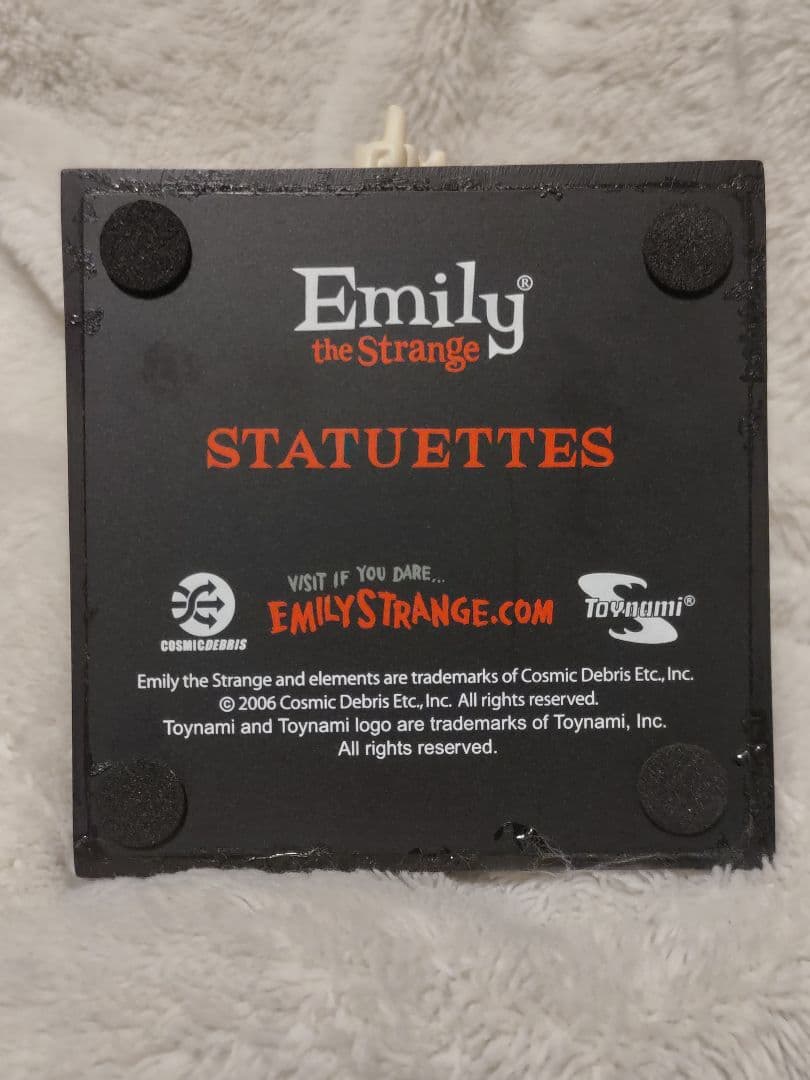 Emily®
the Strange
STATUETTES
VISIT IF YOU DARE...
EMILYSTRANGE.COM
COSMICDEBRIS
Toynami®
Emily the Strange and elements are trademarks of Cosmic Debris Etc., Inc.
© 2006 Cosmic Debris Etc., Inc. All rights reserved.
Toynami and Toynami logo are trademarks of Toynami, Inc.
All rights reserved.